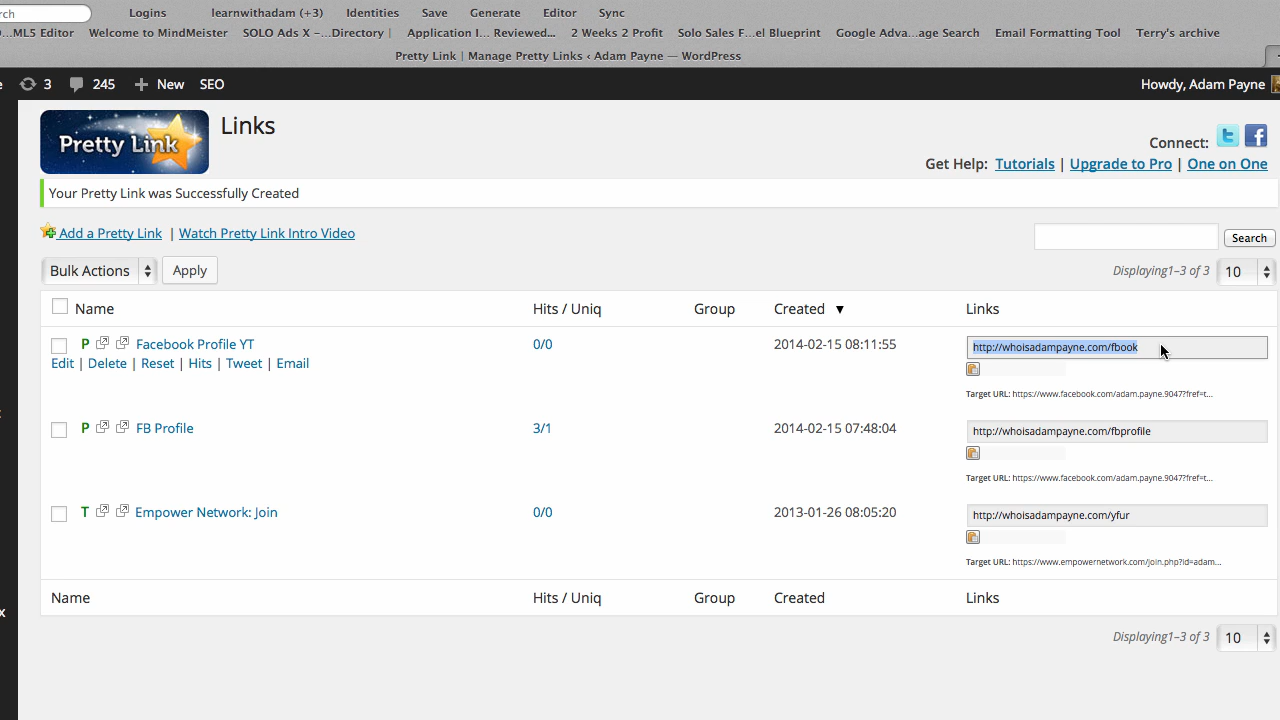 rch Logins learnwithadam (+3) Identities Save Generate Editor Sync
...ML5 Editor Welcome to MindMeister SOLO Ads X –...Directory | Application I... Reviewed... 2 Weeks 2 Profit Solo Sales F...el Blueprint Google Adva...age Search Email Formatting Tool Terry's archive
Pretty Link | Manage Pretty Links ‹ Adam Payne — WordPress
e 3 245 + New SEO Howdy, Adam Payne
Pretty Link Links
Connect:
Get Help: Tutorials | Upgrade to Pro | One on One
Your Pretty Link was Successfully Created
Add a Pretty Link | Watch Pretty Link Intro Video
Search
Bulk Actions Apply Displaying1–3 of 3 10
Name Hits / Uniq Group Created ▼ Links
P Facebook Profile YT 0/0 2014-02-15 08:11:55 http://whoisadampayne.com/fbook
Edit | Delete | Reset | Hits | Tweet | Email
Target URL: https://www.facebook.com/adam.payne.9047?fref=t...
P FB Profile 3/1 2014-02-15 07:48:04 http://whoisadampayne.com/fbprofile
Target URL: https://www.facebook.com/adam.payne.9047?fref=t...
T Empower Network: Join 0/0 2013-01-26 08:05:20 http://whoisadampayne.com/yfur
Target URL: https://www.empowernetwork.com/join.php?id=adam...
Name Hits / Uniq Group Created Links
x
Displaying1–3 of 3 10